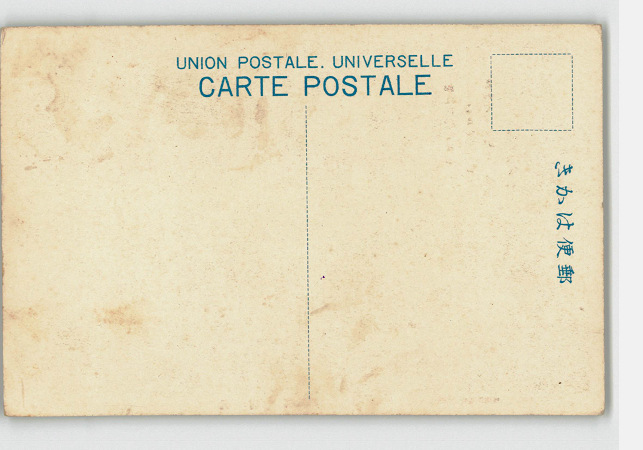 UNION POSTALE. UNIVERSELLE
CARTE POSTALE
郵便はかき